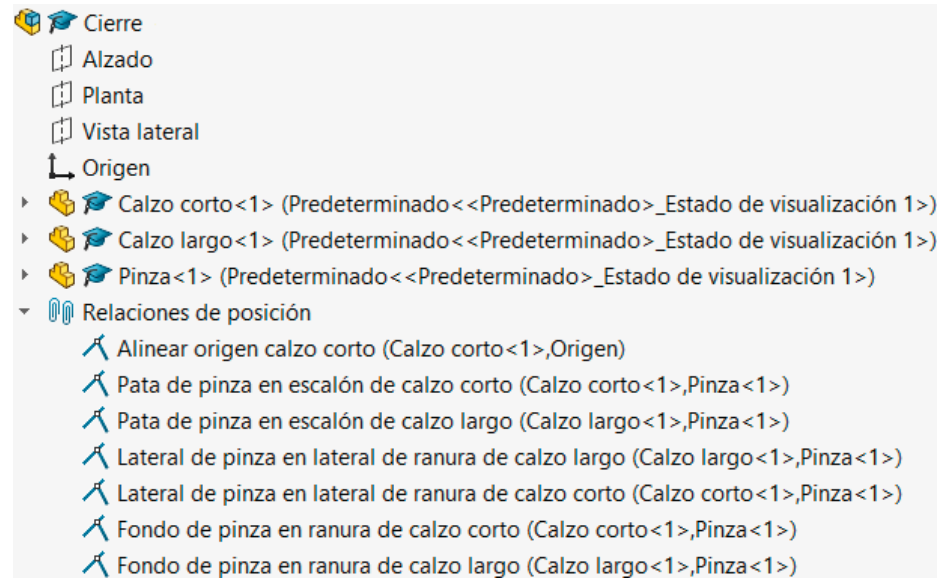 Cierre
Alzado
Planta
Vista lateral
Origen
Calzo corto<1> (Predeterminado<<Predeterminado>_Estado de visualización 1>)
Calzo largo<1> (Predeterminado<<Predeterminado>_Estado de visualización 1>)
Pinza<1> (Predeterminado<<Predeterminado>_Estado de visualización 1>)
Relaciones de posición
Alinear origen calzo corto (Calzo corto<1>,Origen)
Pata de pinza en escalón de calzo corto (Calzo corto<1>,Pinza<1>)
Pata de pinza en escalón de calzo largo (Calzo largo<1>,Pinza<1>)
Lateral de pinza en lateral de ranura de calzo largo (Calzo largo<1>,Pinza<1>)
Lateral de pinza en lateral de ranura de calzo corto (Calzo corto<1>,Pinza<1>)
Fondo de pinza en ranura de calzo corto (Calzo corto<1>,Pinza<1>)
Fondo de pinza en ranura de calzo largo (Calzo largo<1>,Pinza<1>)